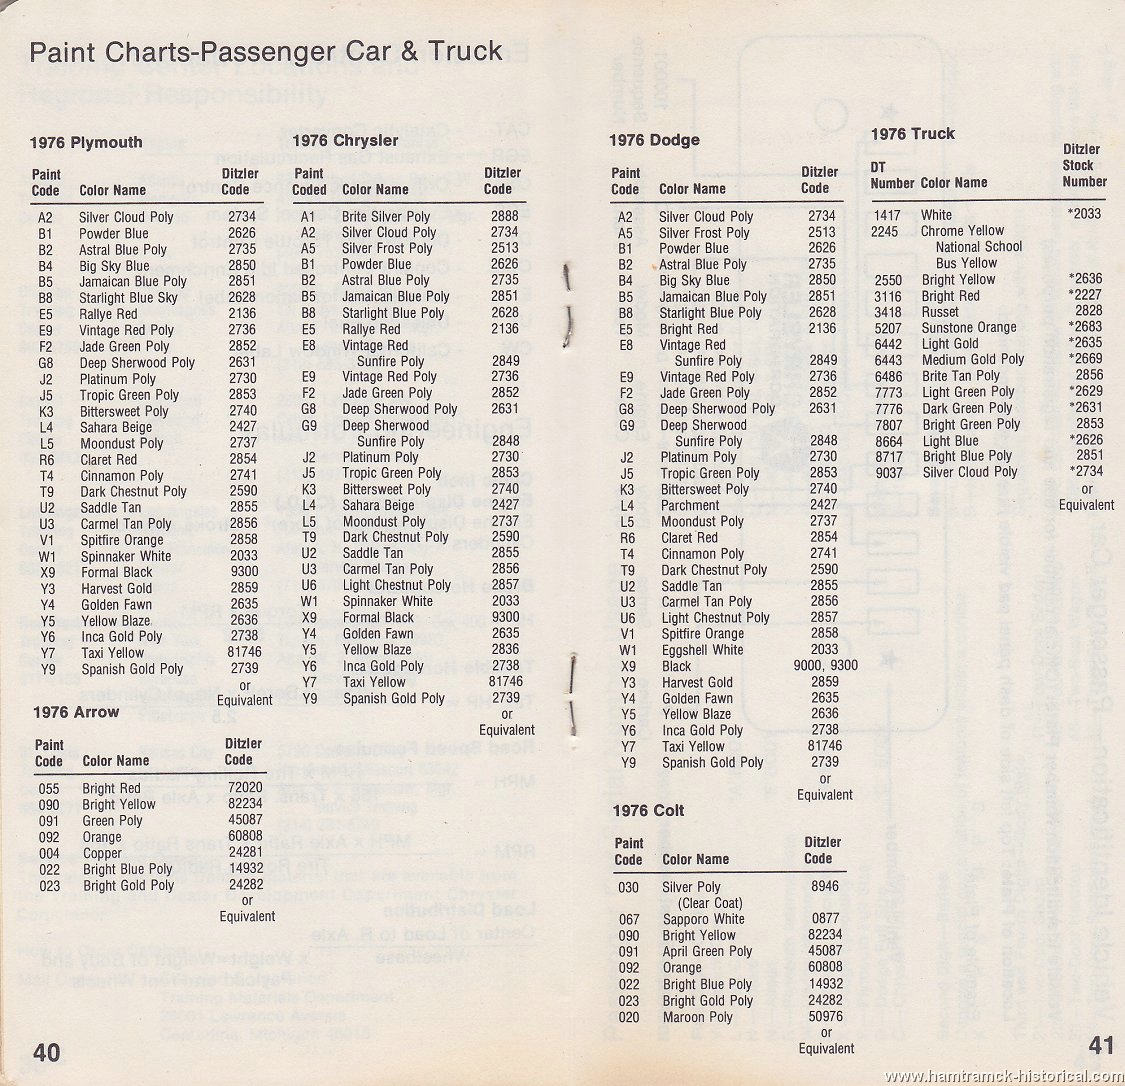 Paint Charts-Passenger Car & Truck
1976 Plymouth
Paint Ditzler
Code Color Name Code
A2 Silver Cloud Poly 2734
B1 Powder Blue 2626
B2 Astral Blue Poly 2735
B4 Big Sky Blue 2850
B5 Jamaican Blue Poly 2851
B8 Starlight Blue Sky 2628
E5 Rallye Red 2136
E9 Vintage Red Poly 2736
F2 Jade Green Poly 2852
G8 Deep Sherwood Poly 2631
J2 Platinum Poly 2730
J5 Tropic Green Poly 2853
K3 Bittersweet Poly 2740
L4 Sahara Beige 2427
L5 Moondust Poly 2737
R6 Claret Red 2854
T4 Cinnamon Poly 2741
T9 Dark Chestnut Poly 2590
U2 Saddle Tan 2855
U3 Carmel Tan Poly 2856
V1 Spitfire Orange 2858
W1 Spinnaker White 2033
X9 Formal Black 9300
Y3 Harvest Gold 2859
Y4 Golden Fawn 2635
Y5 Yellow Blaze 2636
Y6 Inca Gold Poly 2738
Y7 Taxi Yellow 81746
Y9 Spanish Gold Poly 2739
or
Equivalent
1976 Arrow
Paint Ditzler
Code Color Name Code
055 Bright Red 72020
090 Bright Yellow 82234
091 Green Poly 45087
092 Orange 60808
004 Copper 24281
022 Bright Blue Poly 14932
023 Bright Gold Poly 24282
or
Equivalent
40
1976 Chrysler
Paint Ditzler
Coded Color Name Code
A1 Brite Silver Poly 2888
A2 Silver Cloud Poly 2734
A5 Silver Frost Poly 2513
B1 Powder Blue 2626
B2 Astral Blue Poly 2735
B5 Jamaican Blue Poly 2851
B8 Starlight Blue Poly 2628
E5 Rallye Red 2136
E8 Vintage Red
Sunfire Poly 2849
E9 Vintage Red Poly 2736
F2 Jade Green Poly 2852
G8 Deep Sherwood Poly 2631
G9 Deep Sherwood
Sunfire Poly 2848
J2 Platinum Poly 2730
J5 Tropic Green Poly 2853
K3 Bittersweet Poly 2740
L4 Sahara Beige 2427
L5 Moondust Poly 2737
T9 Dark Chestnut Poly 2590
U2 Saddle Tan 2855
U3 Carmel Tan Poly 2856
U6 Light Chestnut Poly 2857
W1 Spinnaker White 2033
X9 Formal Black 9300
Y4 Golden Fawn 2635
Y5 Yellow Blaze 2836
Y6 Inca Gold Poly 2738
Y7 Taxi Yellow 81746
Y9 Spanish Gold Poly 2739
or
Equivalent
1976 Dodge
Paint Ditzler
Code Color Name Code
A2 Silver Cloud Poly 2734
A5 Silver Frost Poly 2513
B1 Powder Blue 2626
B2 Astral Blue Poly 2735
B4 Big Sky Blue 2850
B5 Jamaican Blue Poly 2851
B8 Starlight Blue Poly 2628
E5 Bright Red 2136
E8 Vintage Red
Sunfire Poly 2849
E9 Vintage Red Poly 2736
F2 Jade Green Poly 2852
G8 Deep Sherwood Poly 2631
G9 Deep Sherwood
Sunfire Poly 2848
J2 Platinum Poly 2730
J5 Tropic Green Poly 2853
K3 Bittersweet Poly 2740
L4 Parchment 2427
L5 Moondust Poly 2737
R6 Claret Red 2854
T4 Cinnamon Poly 2741
T9 Dark Chestnut Poly 2590
U2 Saddle Tan 2855
U3 Carmel Tan Poly 2856
U6 Light Chestnut Poly 2857
V1 Spitfire Orange 2858
W1 Eggshell White 2033
X9 Black 9000, 9300
Y3 Harvest Gold 2859
Y4 Golden Fawn 2635
Y5 Yellow Blaze 2636
Y6 Inca Gold Poly 2738
Y7 Taxi Yellow 81746
Y9 Spanish Gold Poly 2739
or
Equivalent
1976 Colt
Paint Ditzler
Code Color Name Code
030 Silver Poly 8946
(Clear Coat)
067 Sapporo White 0877
090 Bright Yellow 82234
091 April Green Poly 45087
092 Orange 60808
022 Bright Blue Poly 14932
023 Bright Gold Poly 24282
020 Maroon Poly 50976
or
Equivalent
1976 Truck
Ditzler
DT Stock
Number Color Name Number
1417 White *2033
2245 Chrome Yellow
National School
Bus Yellow
2550 Bright Yellow *2636
3116 Bright Red *2227
3418 Russet 2828
5207 Sunstone Orange *2683
6442 Light Gold *2635
6443 Medium Gold Poly *2669
6486 Brite Tan Poly 2856
7773 Light Green Poly *2629
7776 Dark Green Poly *2631
7807 Bright Green Poly 2853
8664 Light Blue *2626
8717 Bright Blue Poly 2851
9037 Silver Cloud Poly *2734
or
Equivalent
41
www.hamtramck-historical.com